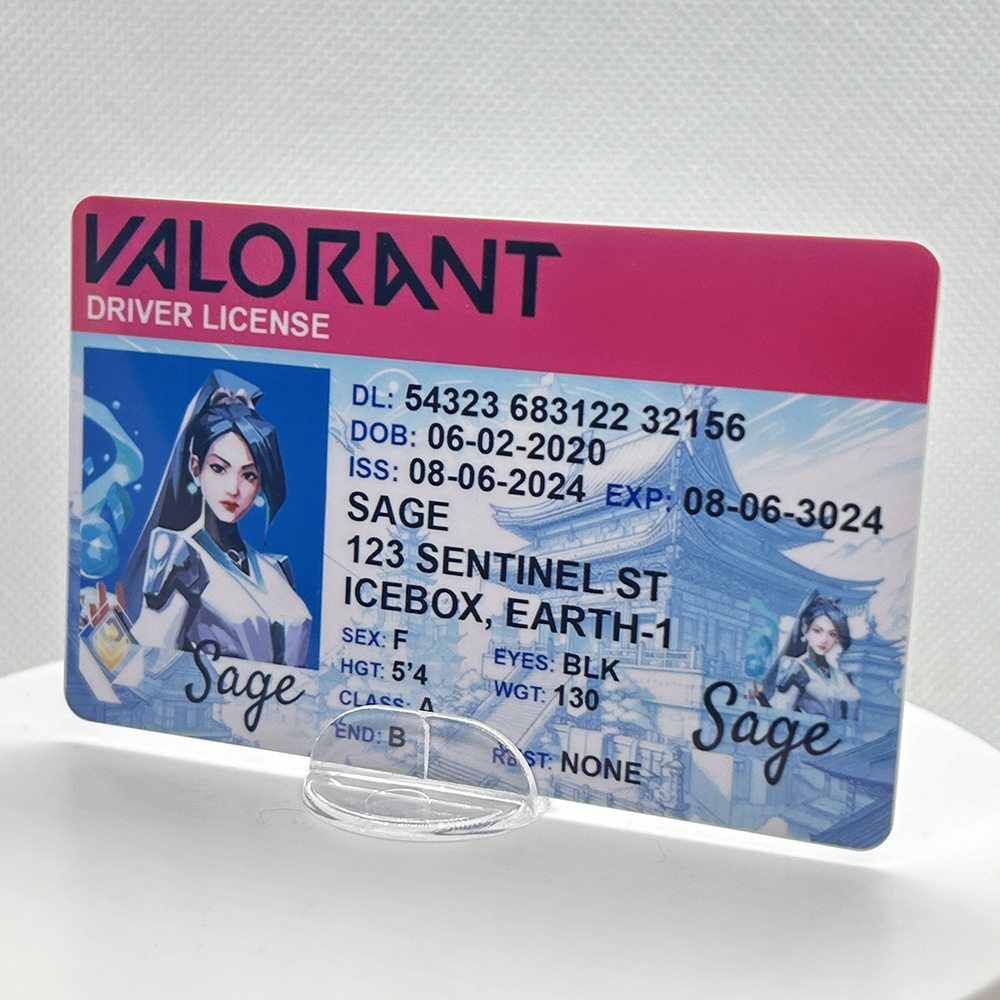 VALORANT
DRIVER LICENSE
DL: 54323 683122 32156
DOB: 06-02-2020
ISS: 08-06-2024 EXP: 08-06-3024
SAGE
123 SENTINEL ST
ICEBOX, EARTH-1
SEX: F EYES: BLK
HGT: 5'4 WGT: 130
CLASS: A
END: B REST: NONE
Sage
Sage